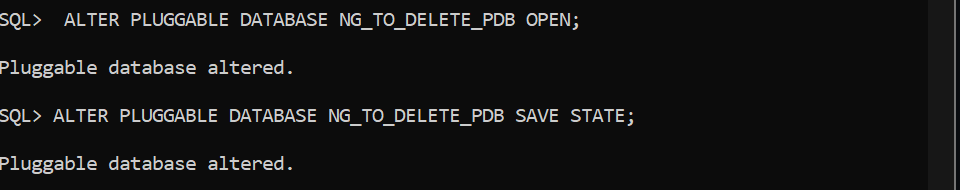 SQL>  ALTER PLUGGABLE DATABASE NG_TO_DELETE_PDB OPEN;
Pluggable database altered.
SQL> ALTER PLUGGABLE DATABASE NG_TO_DELETE_PDB SAVE STATE;
Pluggable database altered.